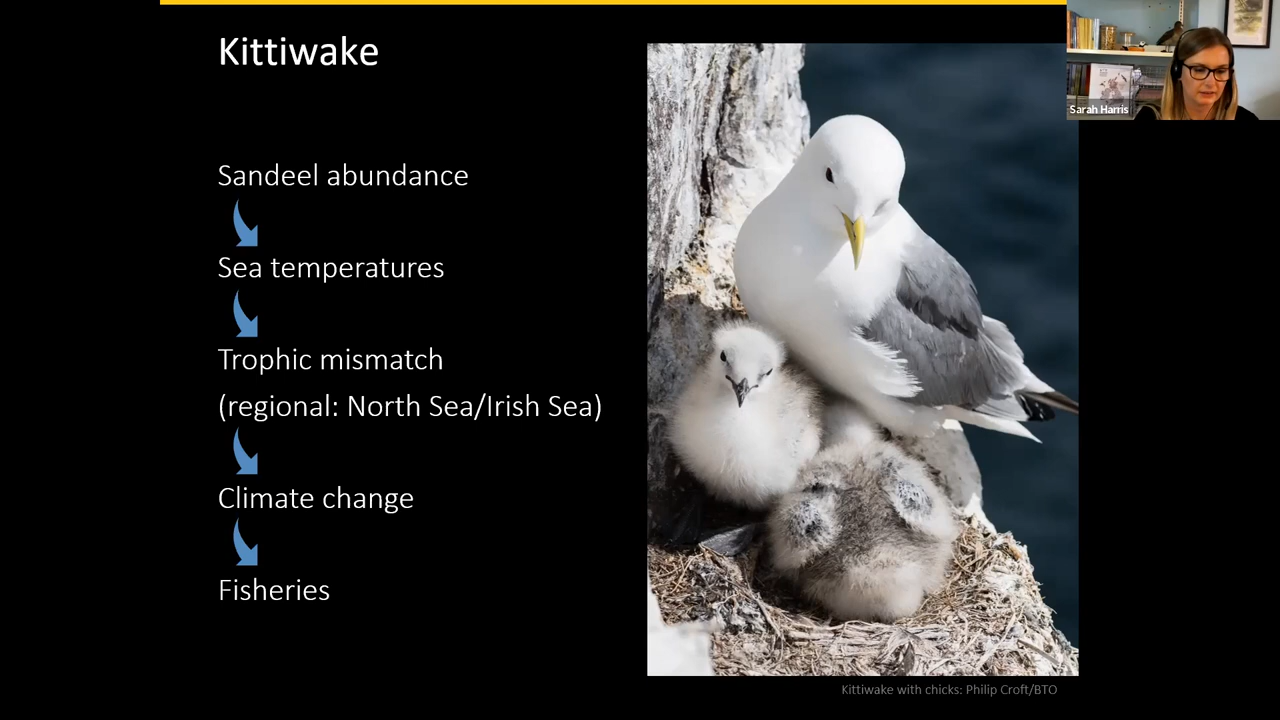 Kittiwake
Sandeel abundance
Sea temperatures
Trophic mismatch
(regional: North Sea/Irish Sea)
Climate change
Fisheries
Sarah Harris
Kittiwake with chicks: Philip Croft/BTO